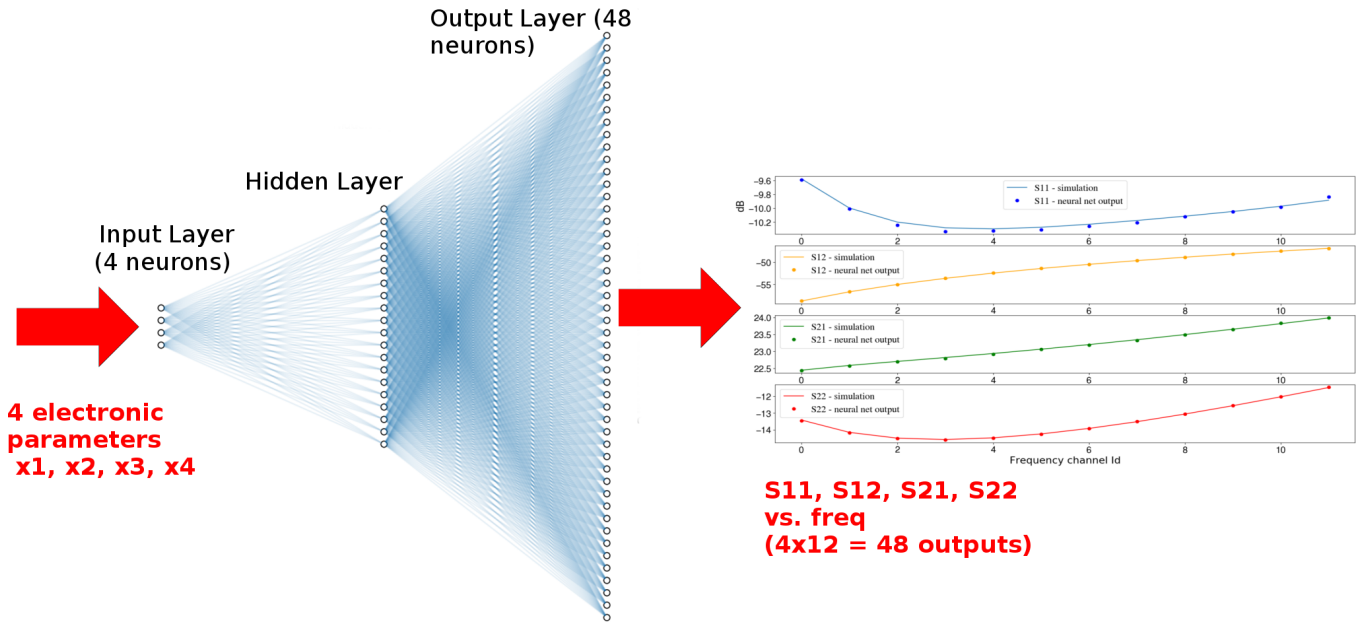 Output Layer (48
neurons)
Hidden Layer
Input Layer
(4 neurons)
4 electronic
parameters
x1, x2, x3, x4
dB
−9.6
−9.8
−10.0
−10.2
S11 - simulation
S11 - neural net output
0 2 4 6 8 10
−50
−55
S12 - simulation
S12 - neural net output
0 2 4 6 8 10
24.0
23.5
23.0
22.5
S21 - simulation
S21 - neural net output
0 2 4 6 8 10
−12
−13
−14
S22 - simulation
S22 - neural net output
0 2 4 6 8 10
Frequency channel Id
S11, S12, S21, S22
vs. freq
(4x12 = 48 outputs)